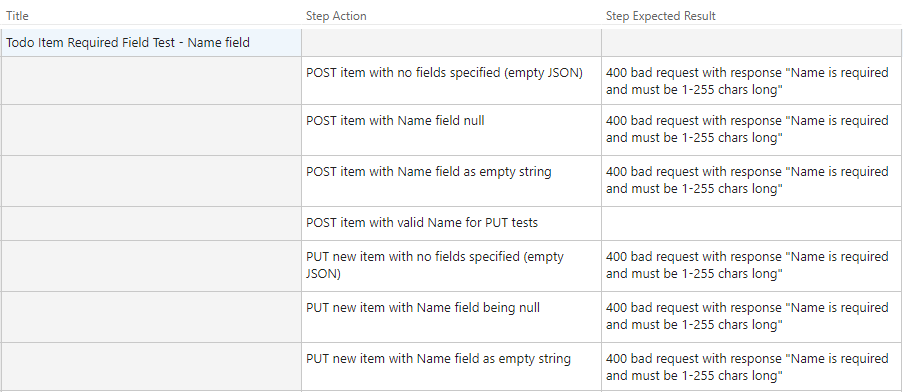 Title Step Action Step Expected Result
Todo Item Required Field Test - Name field
POST item with no fields specified (empty JSON) 400 bad request with response "Name is required
and must be 1-255 chars long"
POST item with Name field null 400 bad request with response "Name is required
and must be 1-255 chars long"
POST item with Name field as empty string 400 bad request with response "Name is required
and must be 1-255 chars long"
POST item with valid Name for PUT tests
PUT new item with no fields specified (empty 400 bad request with response "Name is required
JSON) and must be 1-255 chars long"
PUT new item with Name field being null 400 bad request with response "Name is required
and must be 1-255 chars long"
PUT new item with Name field as empty string 400 bad request with response "Name is required
and must be 1-255 chars long"